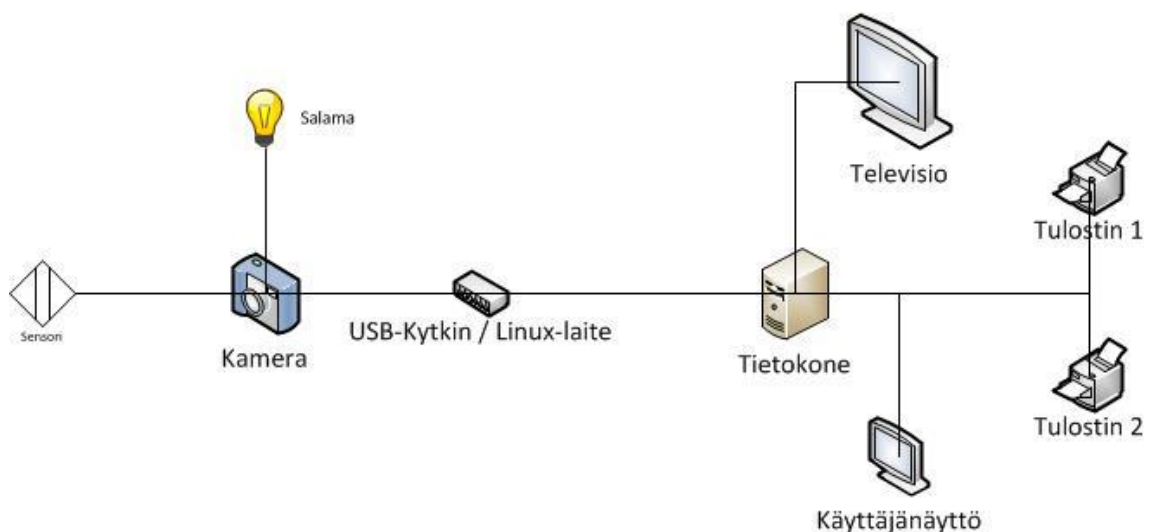 Salama
Televisio
Tulostin 1
Sensori
Kamera
USB-Kytkin / Linux-laite
Tietokone
Tulostin 2
Käyttäjänäyttö